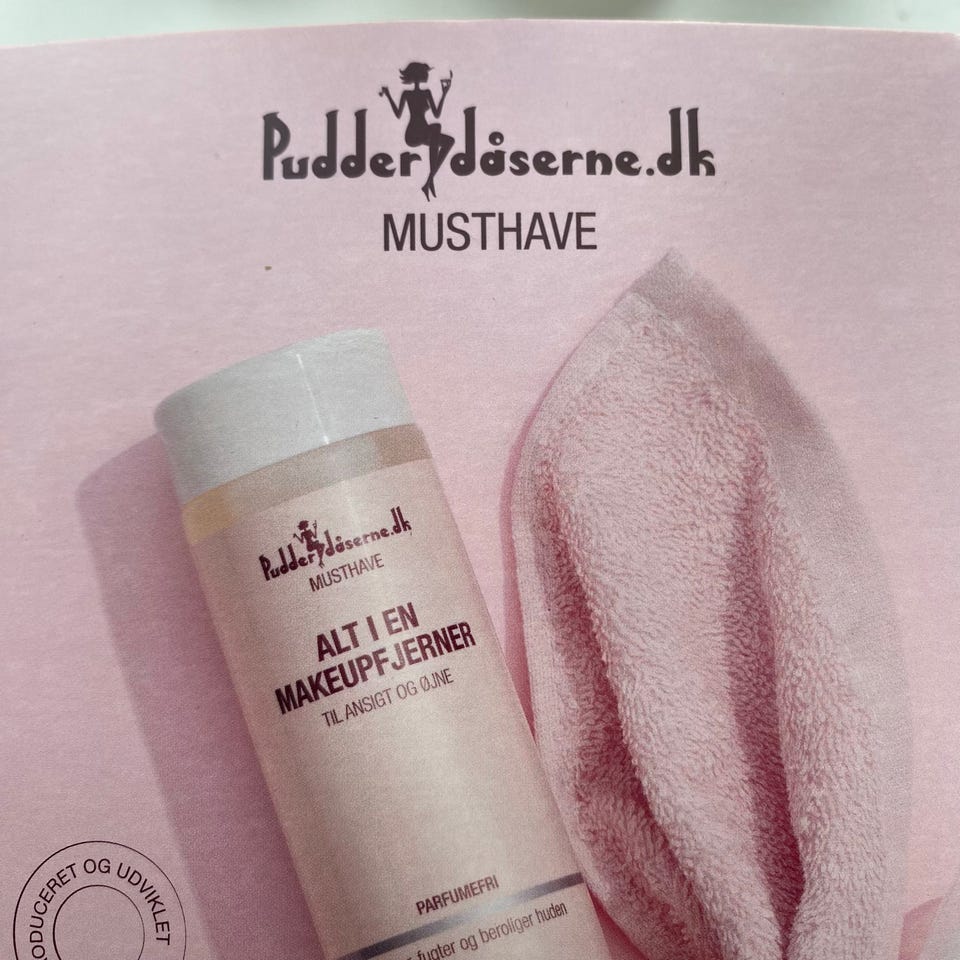 Pudderdåserne.dk
MUSTHAVE
Pudderdåserne.dk
MUSTHAVE
ALT I EN
MAKEUPFJERNER
TIL ANSIGT OG ØJNE
PARFUMEFRI
fugter og beroliger huden
OG UDVIKLET